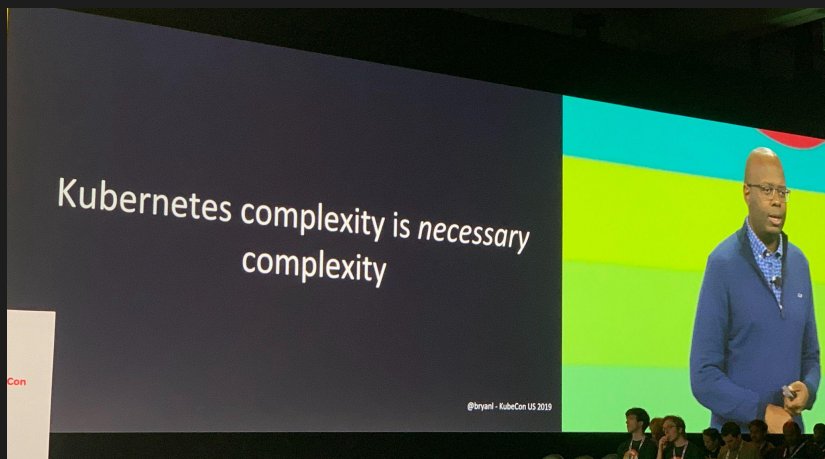 Kubernetes complexity is necessary
complexity
@bryanl - KubeCon US 2019
Con